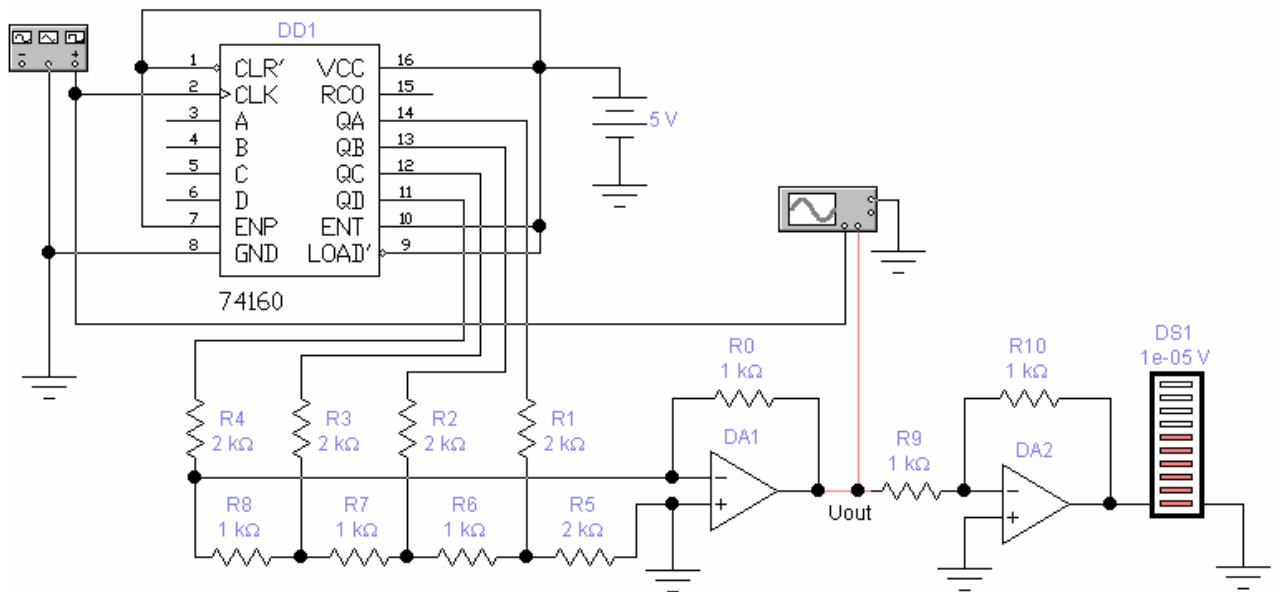 DD1
1 CLR' VCC 16
2 CLK RCO 15
3 A QA 14
4 B QB 13
5 C QC 12
6 D QD 11
7 ENP ENT 10
8 GND LOAD' 9
74160
5 V
− +
R4
2 kΩ
R3
2 kΩ
R2
2 kΩ
R1
2 kΩ
R8
1 kΩ
R7
1 kΩ
R6
1 kΩ
R5
2 kΩ
R0
1 kΩ
DA1
− +
Uout
R9
1 kΩ
R10
1 kΩ
DA2
− +
DS1
1e-05 V